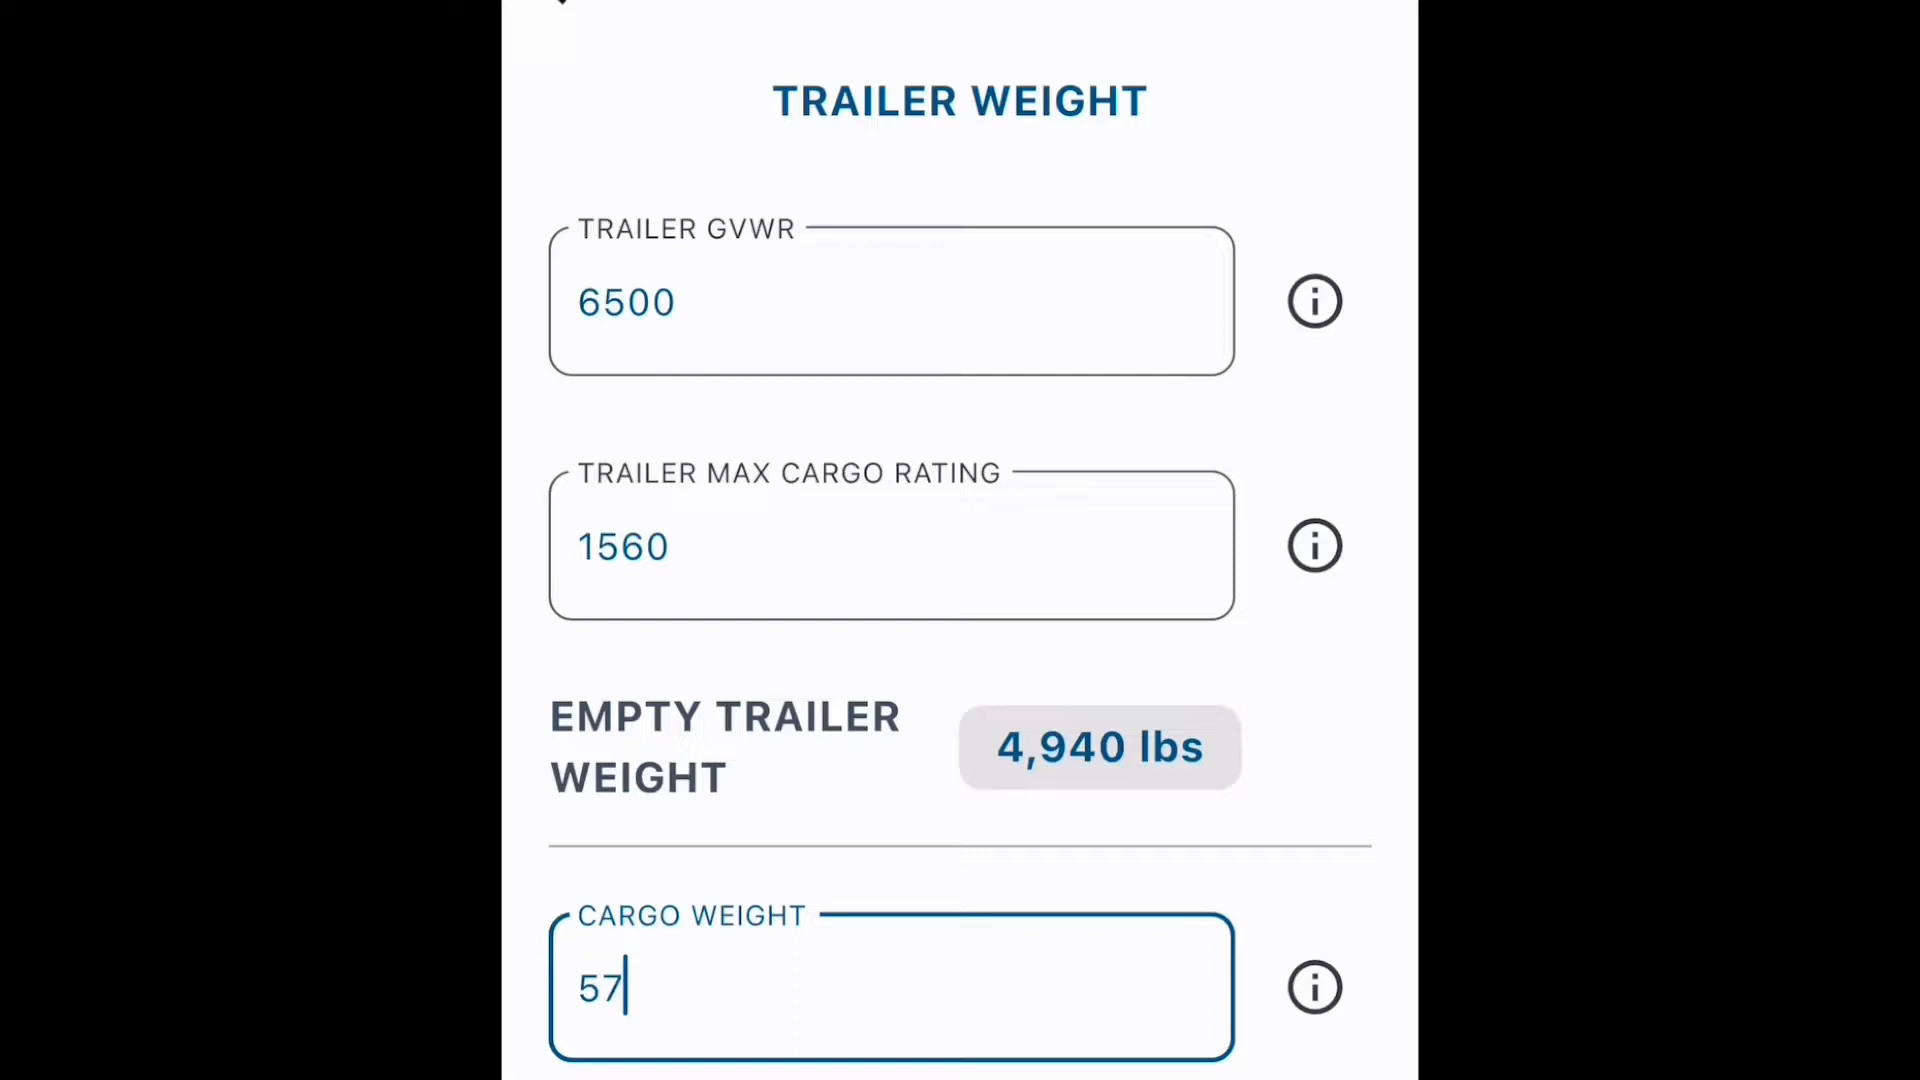 TRAILER WEIGHT
TRAILER GVWR
6500
TRAILER MAX CARGO RATING
1560
EMPTY TRAILER
WEIGHT
4,940 lbs
CARGO WEIGHT
57